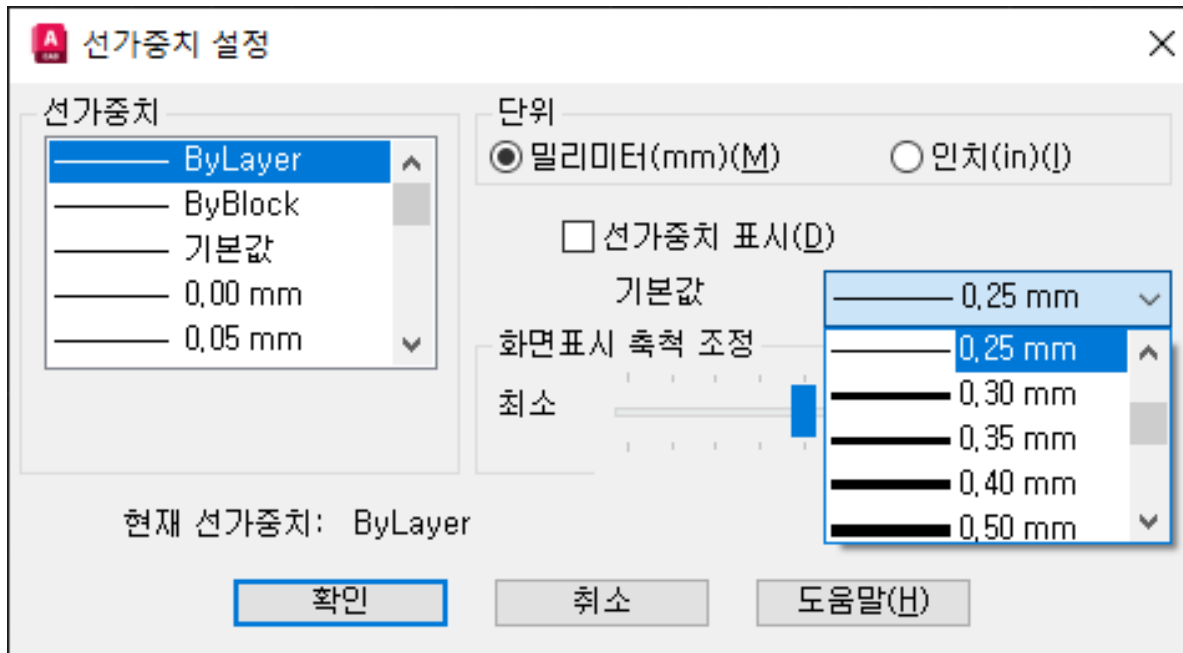 선가중치 설정
선가중치
ByLayer
ByBlock
기본값
0,00 mm
0,05 mm
단위
밀리미터(mm)(M)
인치(in)(I)
선가중치 표시(D)
기본값
0,25 mm
0,25 mm
0,30 mm
0,35 mm
0,40 mm
0,50 mm
화면표시 축척 조정
최소
현재 선가중치: ByLayer
확인
취소
도움말(H)